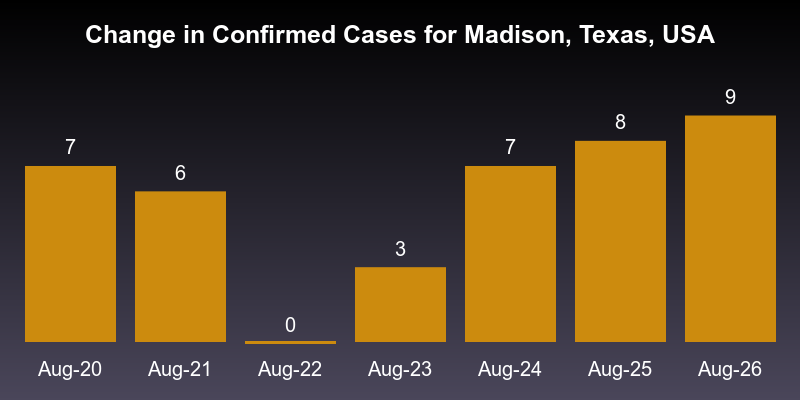 Change in Confirmed Cases for Madison, Texas, USA
7
6
0
3
7
8
9
Aug-20
Aug-21
Aug-22
Aug-23
Aug-24
Aug-25
Aug-26